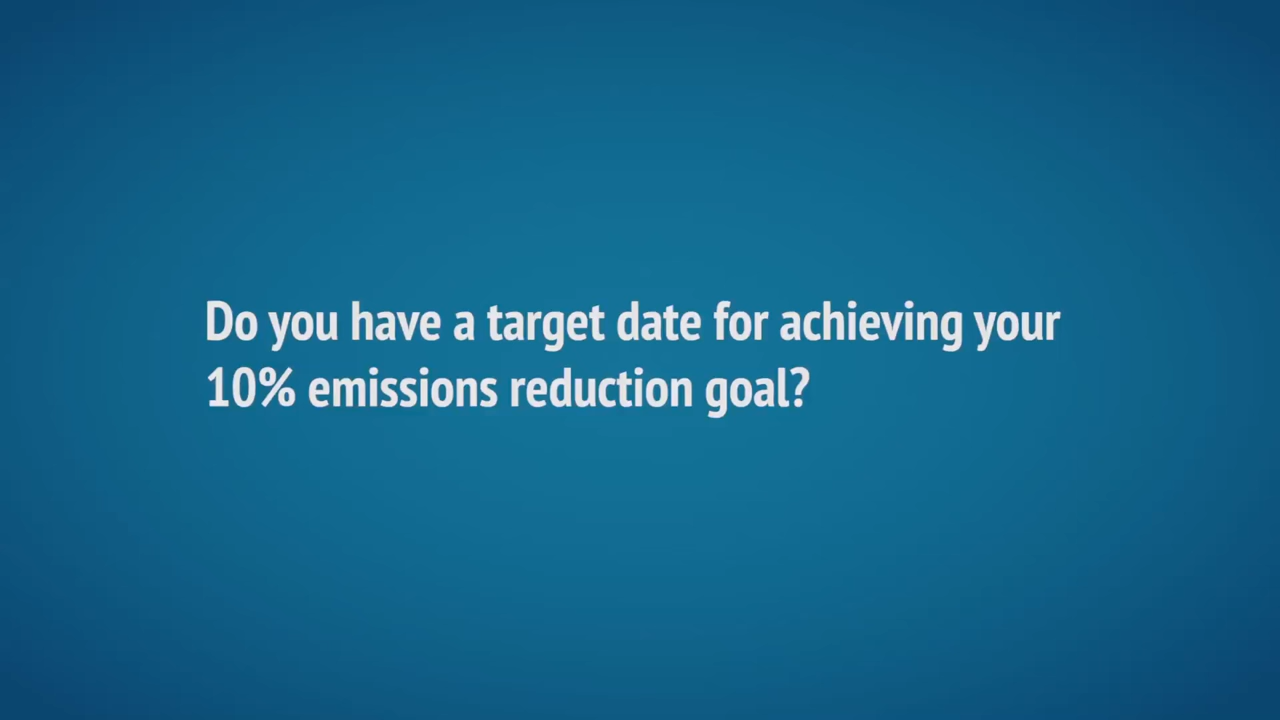 Do you have a target date for achieving your
10% emissions reduction goal?